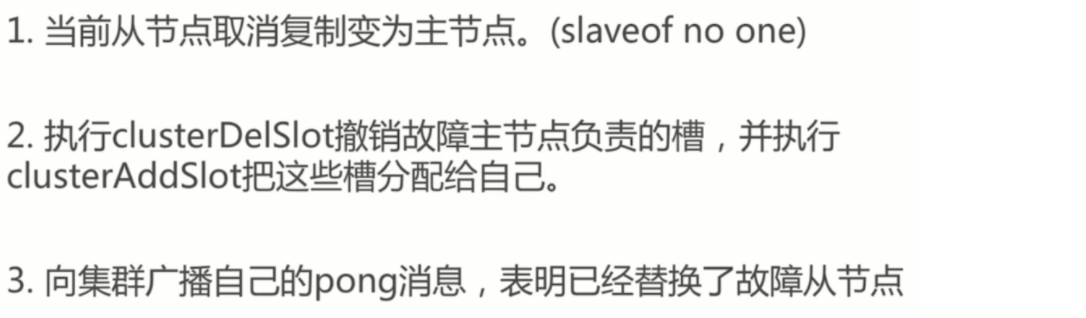 1. 当前从节点取消复制变为主节点。(slaveof no one)
2. 执行clusterDelSlot撤销故障主节点负责的槽，并执行
clusterAddSlot把这些槽分配给自己。
3. 向集群广播自己的pong消息，表明已经替换了故障从节点